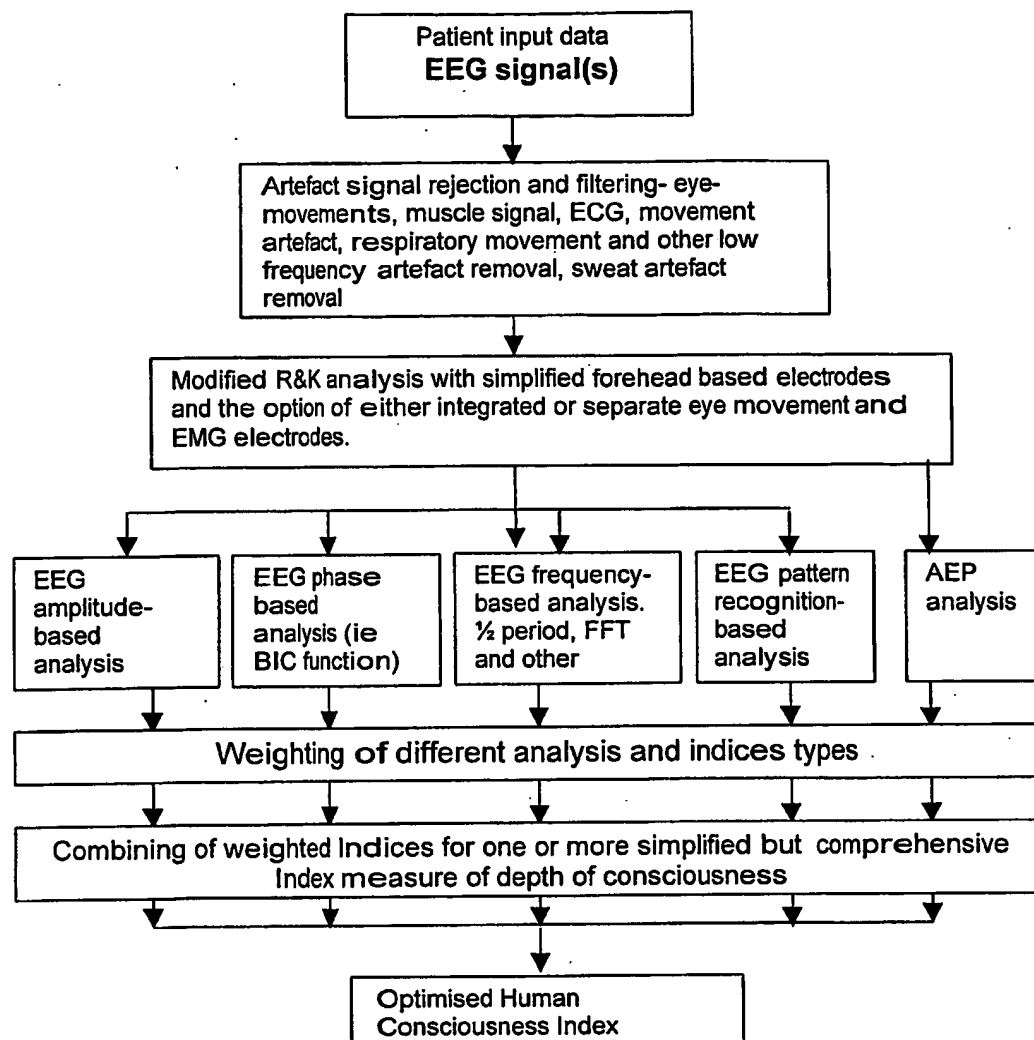 Patient input data
EEG signal(s)
Artefact signal rejection and filtering- eye-
movements, muscle signal, ECG, movement
artefact, respiratory movement and other low
frequency artefact removal, sweat artefact
removal
Modified R&K analysis with simplified forehead based electrodes
and the option of either integrated or separate eye movement and
EMG electrodes.
EEG
amplitude-
based
analysis
EEG phase
based
analysis (ie
BIC function)
EEG frequency-
based analysis.
½ period, FFT
and other
EEG pattern
recognition-
based
analysis
AEP
analysis
Weighting of different analysis and indices types
Combining of weighted Indices for one or more simplified but comprehensive
Index measure of depth of consciousness
Optimised Human
Consciousness Index